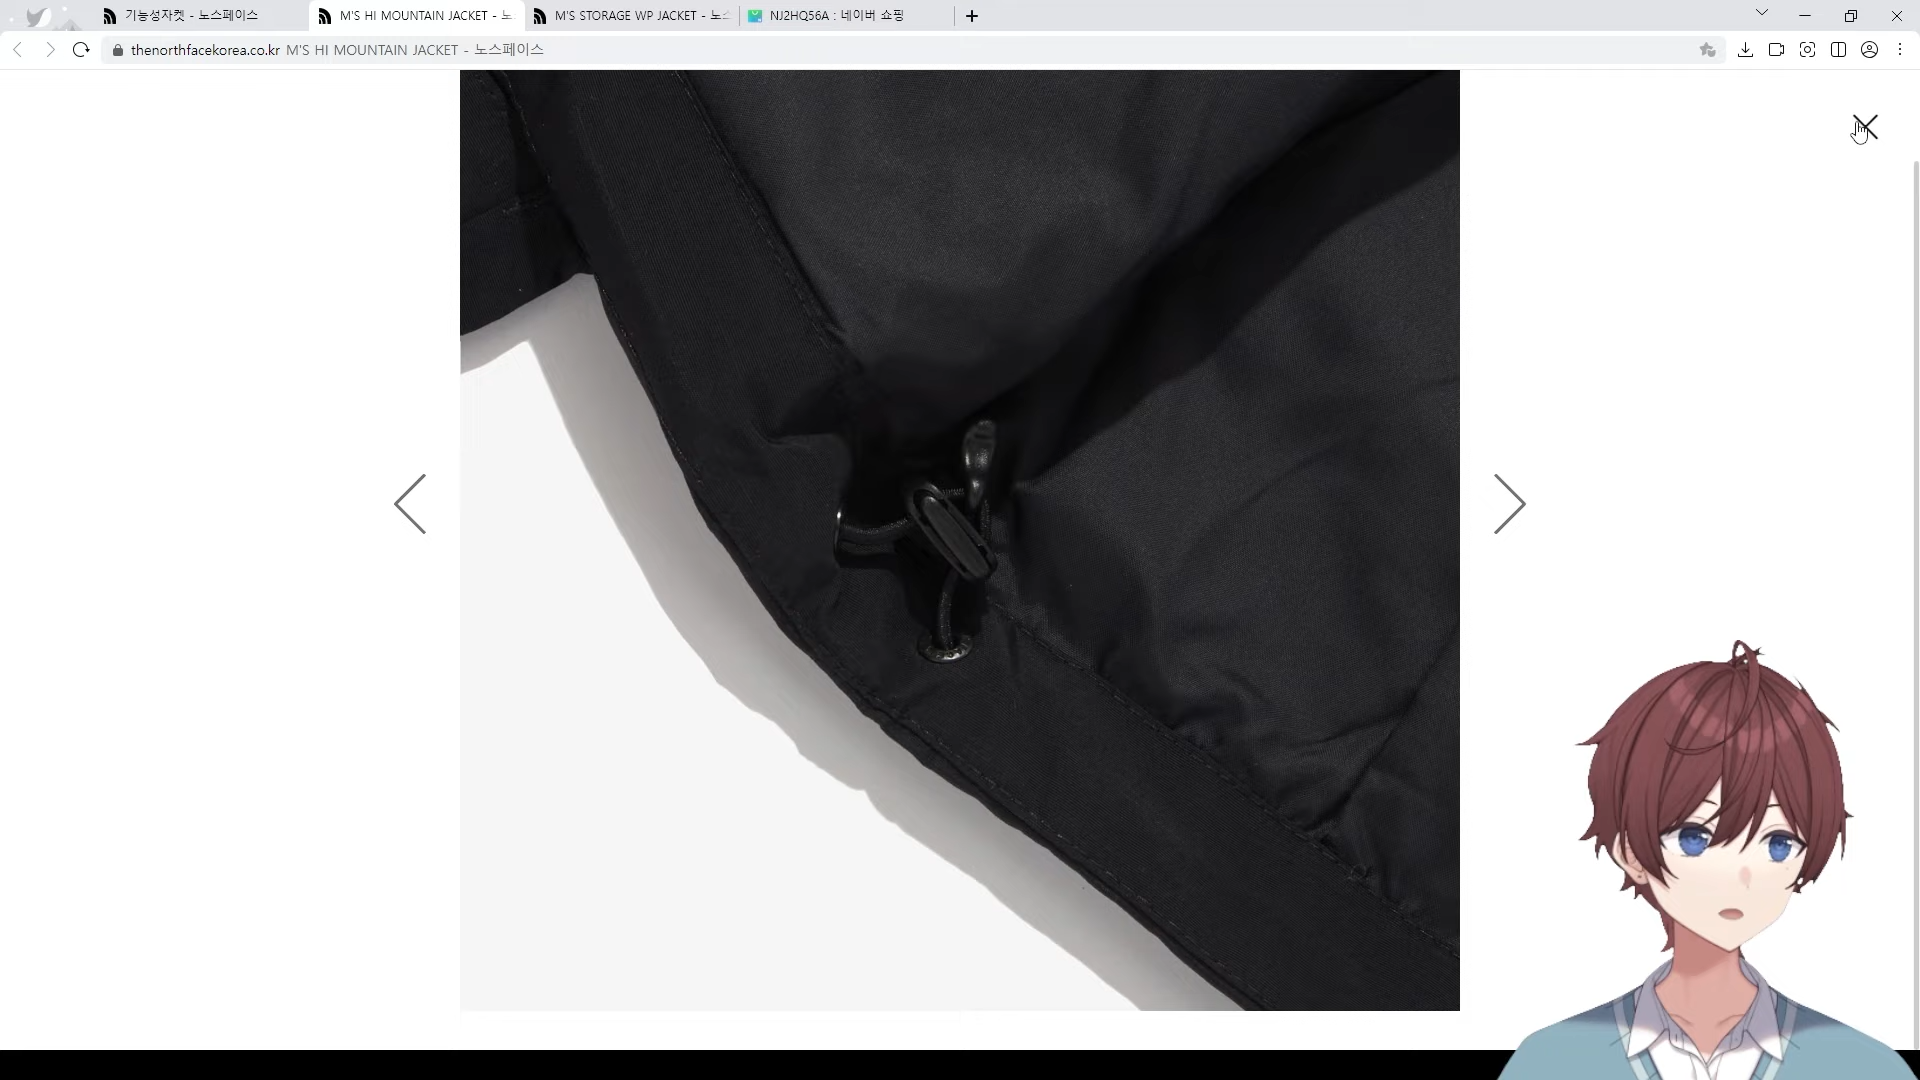 기능성자켓 - 노스페이스
M'S HI MOUNTAIN JACKET - 노
M'S STORAGE WP JACKET - 노스
NJ2HQ56A : 네이버 쇼핑
thenorthfacekorea.co.kr M'S HI MOUNTAIN JACKET - 노스페이스